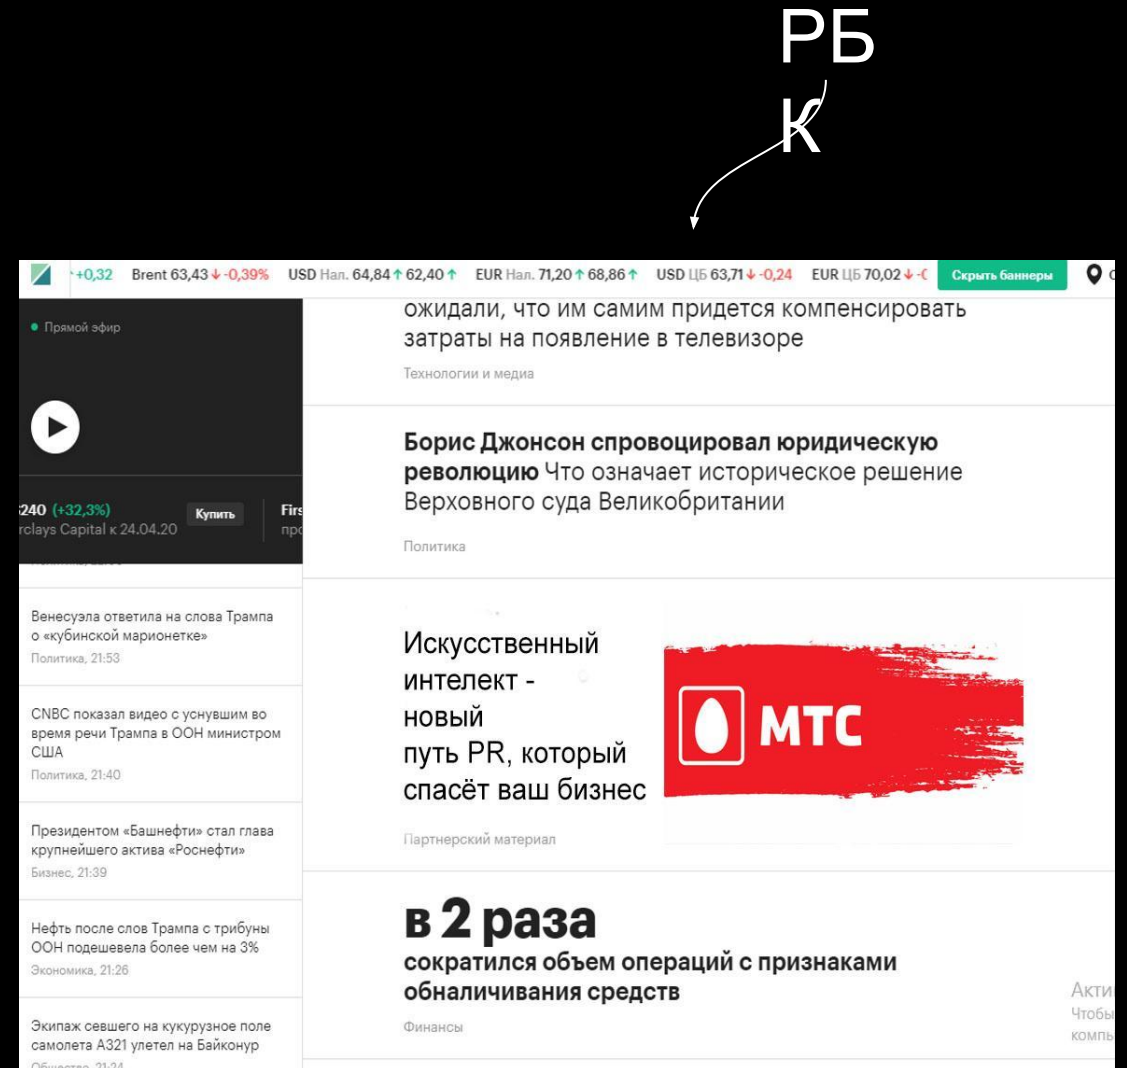 РБ
К
+0,32 Brent 63,43 ↓ -0,39% USD Нал. 64,84 ↑ 62,40 ↑ EUR Нал. 71,20 ↑ 68,86 ↑ USD ЦБ 63,71 ↓ -0,24 EUR ЦБ 70,02 ↓ Скрыть баннеры
Прямой эфир
240 (+32,3%)
Купить
rclays Capital к 24.04.20
Венесуэла ответила на слова Трампа
о «кубинской марионетке»
Политика, 21:53
CNBC показал видео с уснувшим во
время речи Трампа в ООН министром
США
Политика, 21:40
Президентом «Башнефти» стал глава
крупнейшего актива «Роснефти»
Бизнес, 21:39
Нефть после слов Трампа с трибуны
ООН подешевела более чем на 3%
Экономика, 21:26
Экипаж севшего на кукурузное поле
самолета A321 улетел на Байконур
ожидали, что им самим придется компенсировать
затраты на появление в телевизоре
Технологии и медиа
Борис Джонсон спровоцировал юридическую
революцию Что означает историческое решение
Верховного суда Великобритании
Политика
Искусственный
интелект -
новый
путь PR, который
спасёт ваш бизнес
МТС
Партнерский материал
в 2 раза
сократился объем операций с признаками
обналичивания средств
Финансы